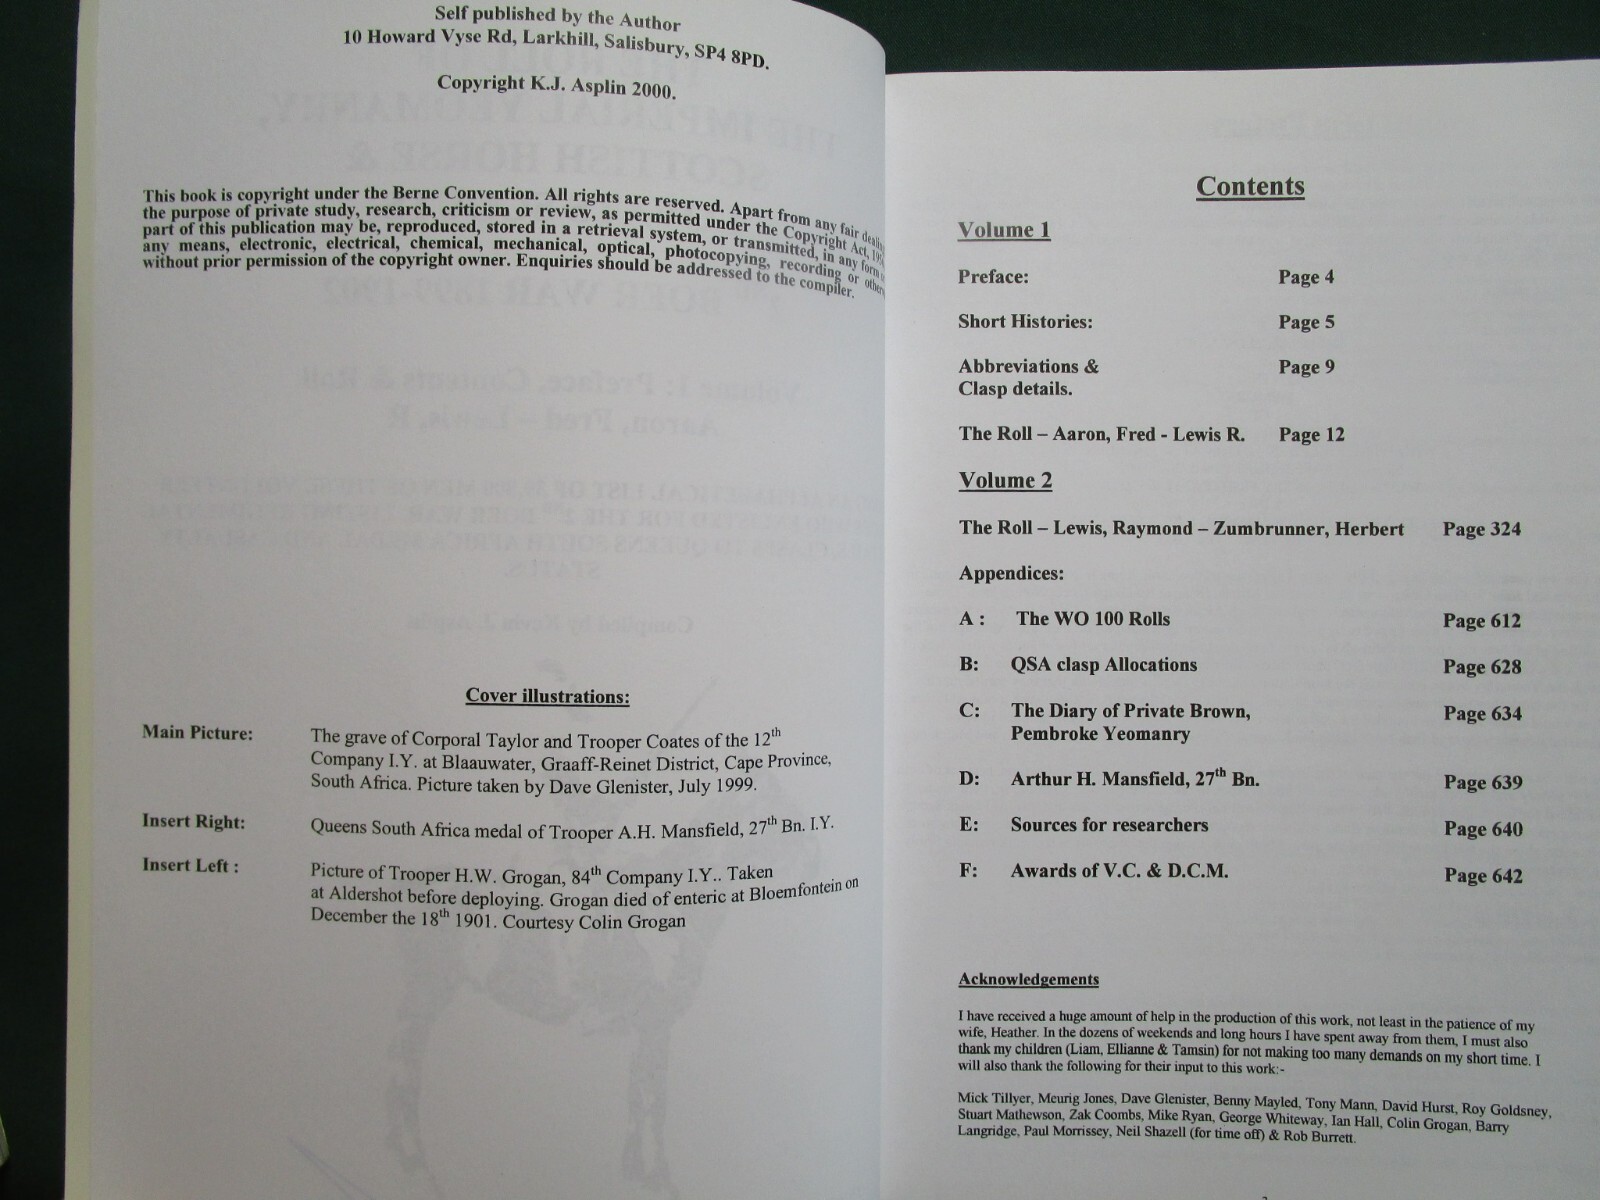 Self published by the Author
10 Howard Vyse Rd, Larkhill, Salisbury, SP4 8PD.
Copyright K.J. Asplin 2000.
This book is copyright under the Berne Convention. All rights are reserved. Apart from any fair
the purpose of private study, research, criticism or review, as permitted under the Copyright Act,
part of this publication may be, reproduced, stored in a retrieval system, or transmitted, in any form
any means, electronic, electrical, chemical, mechanical, optical, photocopying, recording or
without prior permission of the copyright owner. Enquiries should be addressed to the compiler.
Cover illustrations:
Main Picture: The grave of Corporal Taylor and Trooper Coates of the 12th
Company I.Y. at Blaauwater, Graaff-Reinet District, Cape Province,
South Africa. Picture taken by Dave Glenister, July 1999.
Insert Right: Queens South Africa medal of Trooper A.H. Mansfield, 27th Bn. I.Y.
Insert Left : Picture of Trooper H.W. Grogan, 84th Company I.Y.. Taken
at Aldershot before deploying. Grogan died of enteric at Bloemfontein on
December the 18th 1901. Courtesy Colin Grogan
Contents
Volume 1
Preface: Page 4
Short Histories: Page 5
Abbreviations & Page 9
Clasp details.
The Roll – Aaron, Fred - Lewis R. Page 12
Volume 2
The Roll – Lewis, Raymond – Zumbrunner, Herbert Page 324
Appendices:
A : The WO 100 Rolls Page 612
B: QSA clasp Allocations Page 628
C: The Diary of Private Brown, Page 634
Pembroke Yeomanry
D: Arthur H. Mansfield, 27th Bn. Page 639
E: Sources for researchers Page 640
F: Awards of V.C. & D.C.M. Page 642
Acknowledgements
I have received a huge amount of help in the production of this work, not least in the patience of my
wife, Heather. In the dozens of weekends and long hours I have spent away from them, I must also
thank my children (Liam, Ellianne & Tamsin) for not making too many demands on my short time. I
will also thank the following for their input to this work:-
Mick Tillyer, Meurig Jones, Dave Glenister, Benny Mayled, Tony Mann, David Hurst, Roy Goldsney,
Stuart Mathewson, Zak Coombs, Mike Ryan, George Whiteway, Ian Hall, Colin Grogan, Barry
Langridge, Paul Morrissey, Neil Shazell (for time off) & Rob Burrett.